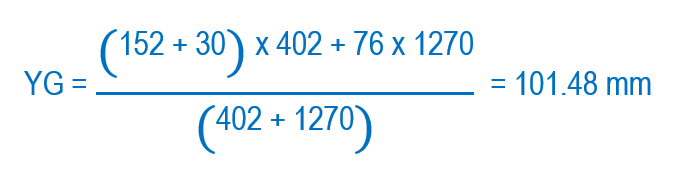 (152 + 30) x 402 + 76 x 1270
YG = = 101.48 mm
(402 + 1270)